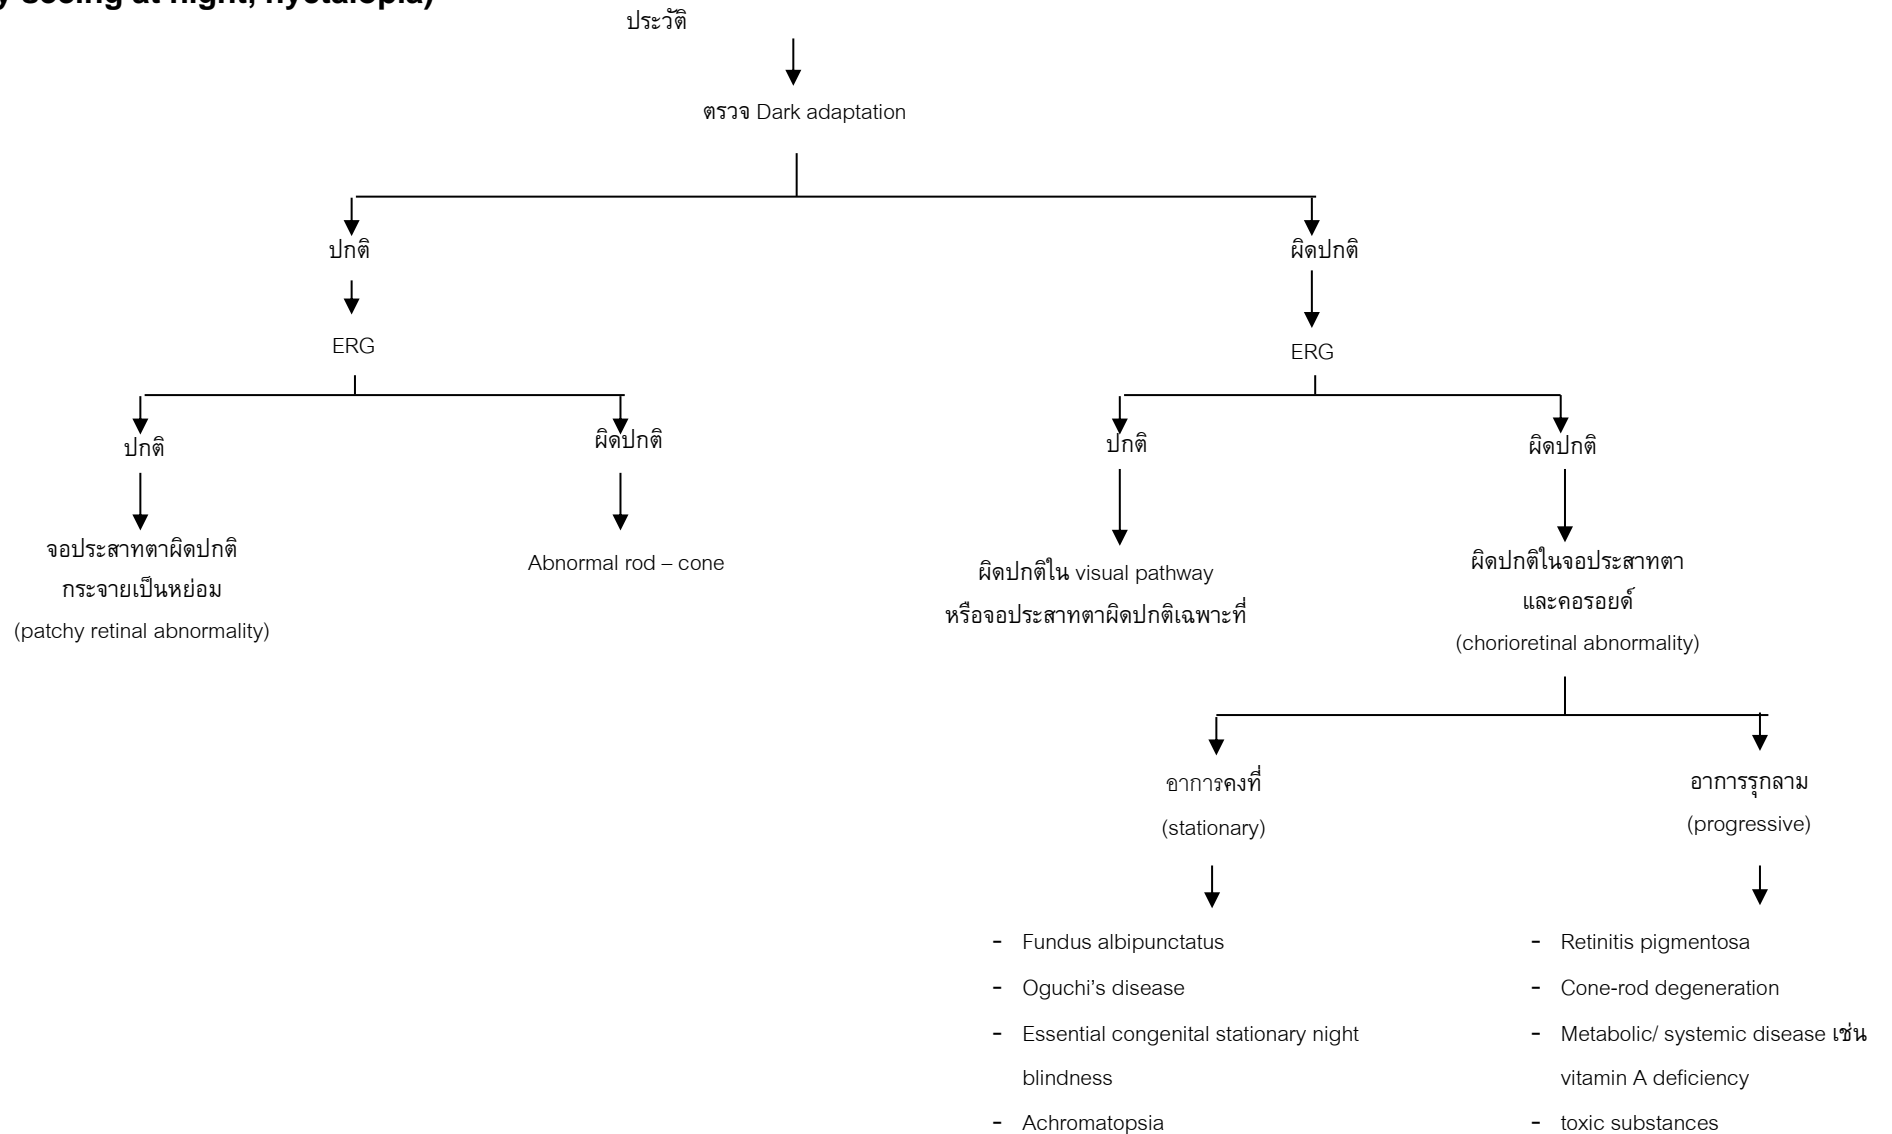 seeing at night, nyctalopia)
ประวัติ
ตรวจ Dark adaptation
ปกติ
ผิดปกติ
ERG
ERG
ปกติ
ผิดปกติ
ปกติ
ผิดปกติ
จอประสาทตาผิดปกติ
กระจายเป็นหย่อม
(patchy retinal abnormality)
Abnormal rod – cone
ผิดปกติใน visual pathway
หรือจอประสาทตาผิดปกติเฉพาะที่
ผิดปกติในจอประสาทตา
และคอรอยด์
(chorioretinal abnormality)
อาการคงที่
(stationary)
อาการรุกลาม
(progressive)
- Fundus albipunctatus
- Oguchi’s disease
- Essential congenital stationary night
blindness
- Achromatopsia
- Retinitis pigmentosa
- Cone-rod degeneration
- Metabolic/ systemic disease เช่น
vitamin A deficiency
- toxic substances